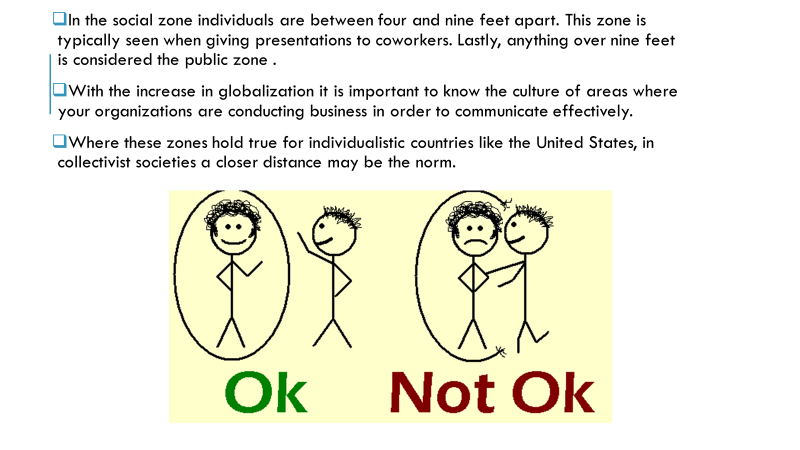 ❑In the social zone individuals are between four and nine feet apart. This zone is
typically seen when giving presentations to coworkers. Lastly, anything over nine feet
is considered the public zone .
❑With the increase in globalization it is important to know the culture of areas where
your organizations are conducting business in order to communicate effectively.
❑Where these zones hold true for individualistic countries like the United States, in
collectivist societies a closer distance may be the norm.
Ok Not Ok